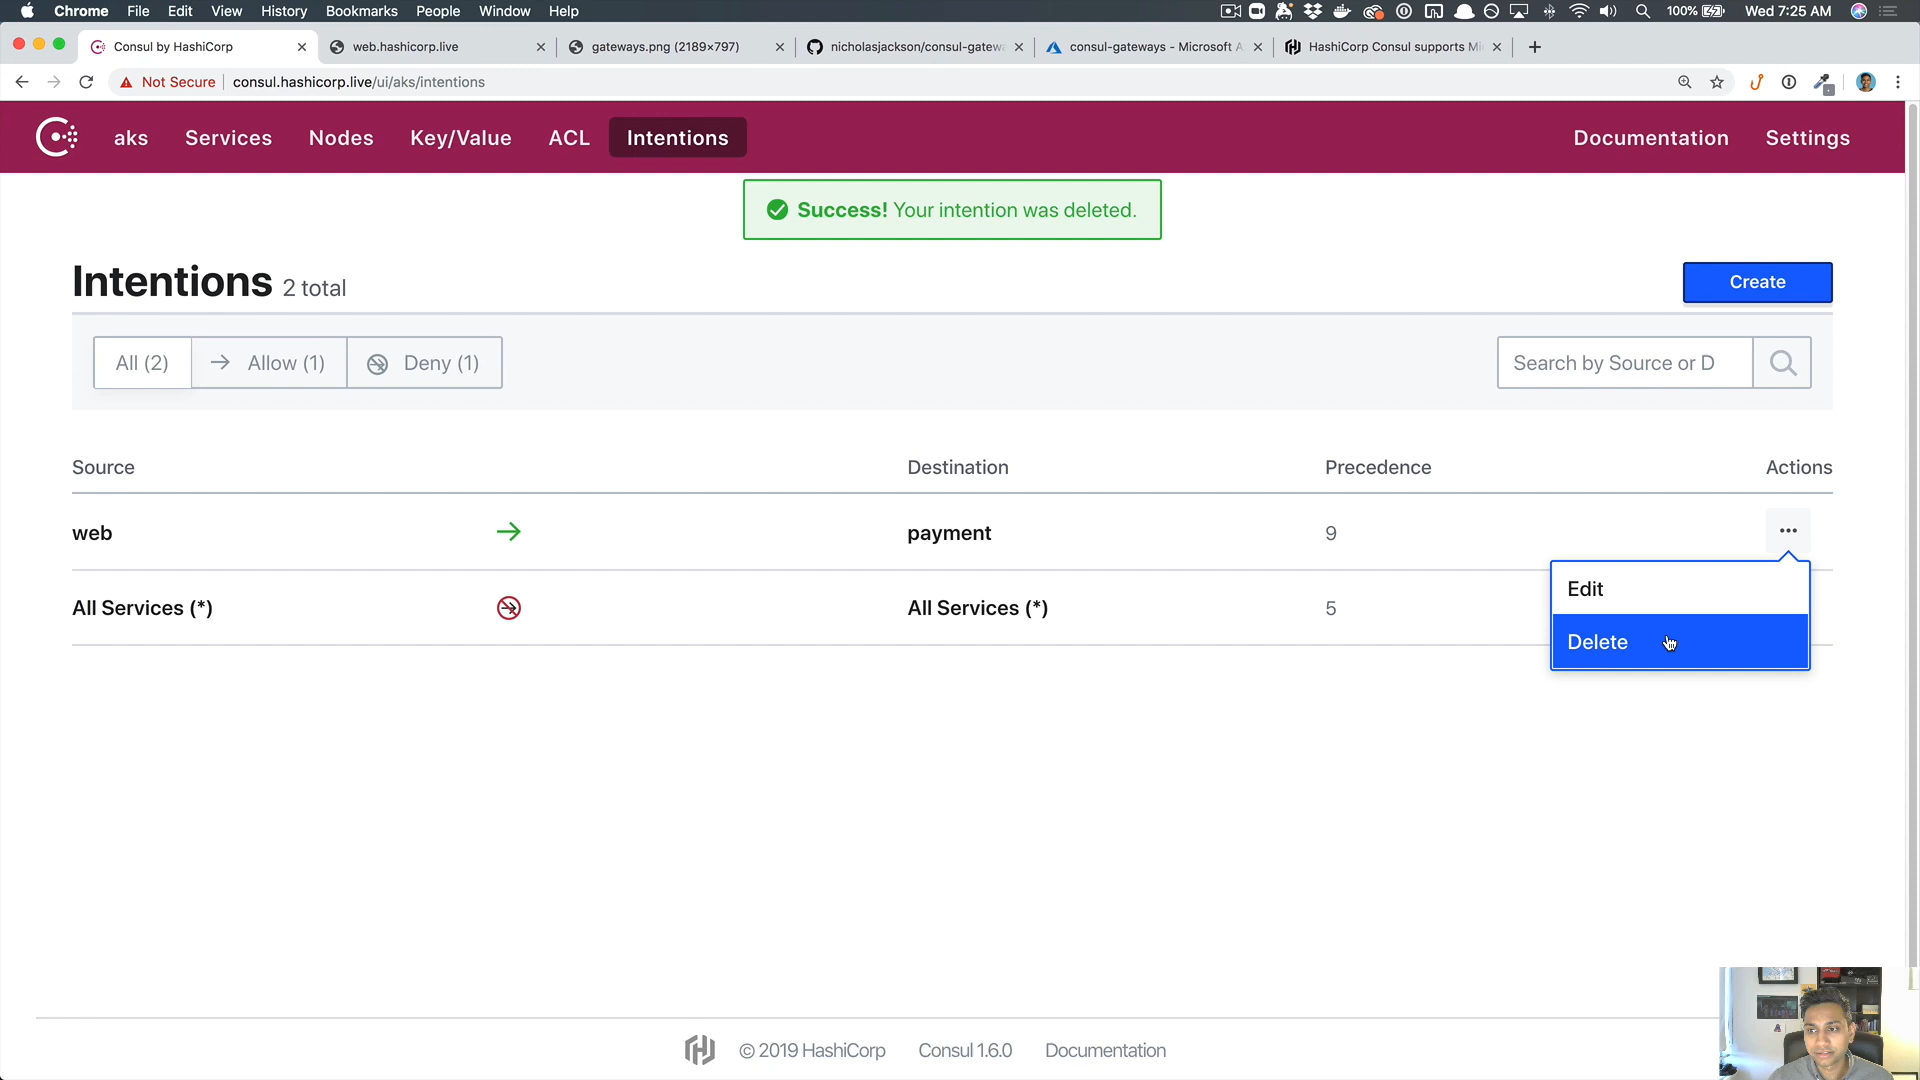 Chrome File Edit View History Bookmarks People Window Help 100% Wed 7:25 AM
Consul by HashiCorp web.hashicorp.live gateways.png (2189×797) nicholasjackson/consul-gatewa consul-gateways - Microsoft A HashiCorp Consul supports Mi
Not Secure consul.hashicorp.live/ui/aks/intentions
aks Services Nodes Key/Value ACL Intentions Documentation Settings
Success! Your intention was deleted.
Intentions 2 total Create
All (2) Allow (1) Deny (1) Search by Source or D
Source Destination Precedence Actions
web payment 9
Edit
All Services (*) All Services (*) 5
Delete
© 2019 HashiCorp Consul 1.6.0 Documentation